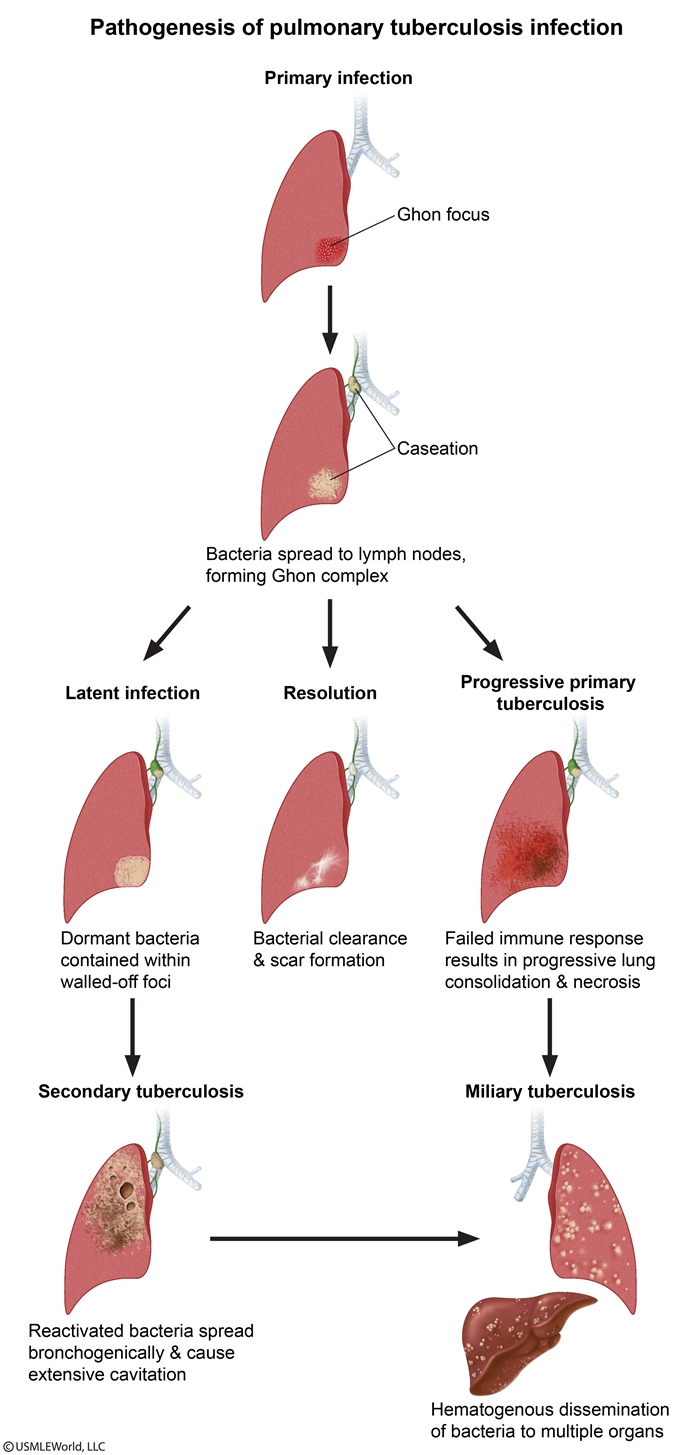 Pathogenesis of pulmonary tuberculosis infection
Primary infection
Ghon focus
Caseation
Bacteria spread to lymph nodes,
forming Ghon complex
Latent infection
Resolution
Progressive primary
tuberculosis
Dormant bacteria
contained within
walled-off foci
Bacterial clearance
& scar formation
Failed immune response
results in progressive lung
consolidation & necrosis
Secondary tuberculosis
Miliary tuberculosis
Reactivated bacteria spread
bronchogenically & cause
extensive cavitation
Hematogenous dissemination
of bacteria to multiple organs
© USMLEWorld, LLC